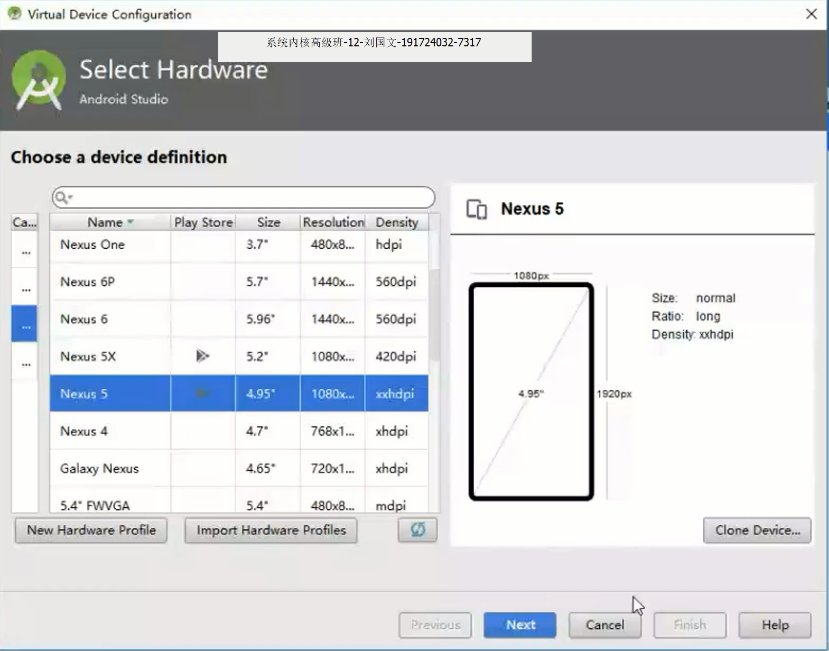 Virtual Device Configuration
系统内核高级班-12-刘国文-191724032-7317
Select Hardware
Android Studio
Choose a device definition
Ca... Name Play Store Size Resolution Density
... Nexus One 3.7" 480x8... hdpi
... Nexus 6P 5.7" 1440x... 560dpi
... Nexus 6 5.96" 1440x... 560dpi
... Nexus 5X 5.2" 1080x... 420dpi
Nexus 5 4.95" 1080x... xxhdpi
Nexus 4 4.7" 768x1... xhdpi
Galaxy Nexus 4.65" 720x1... xhdpi
5.4" FWVGA 5.4" 480x8... mdpi
New Hardware Profile
Import Hardware Profiles
Nexus 5
1080px
4.95"
1920px
Size: normal
Ratio: long
Density: xxhdpi
Clone Device...
Previous
Next
Cancel
Finish
Help